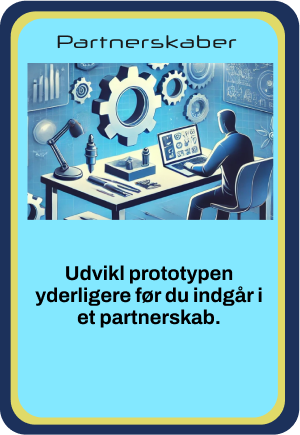 Partnerskaber
Udvikl prototypen
yderligere før du indgår i
et partnerskab.